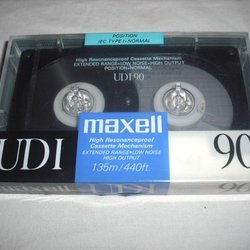 POSITION
IEC TYPE I • NORMAL
High Resonanceproof Cassette Mechanism
EXTENDED RANGE • LOW NOISE • HIGH OUTPUT
POSITION • NORMAL
UDI 90
maxell
High Resonanceproof
Cassette Mechanism
EXTENDED RANGE • LOW NOISE
HIGH OUTPUT
135m/440ft.
UDI
90